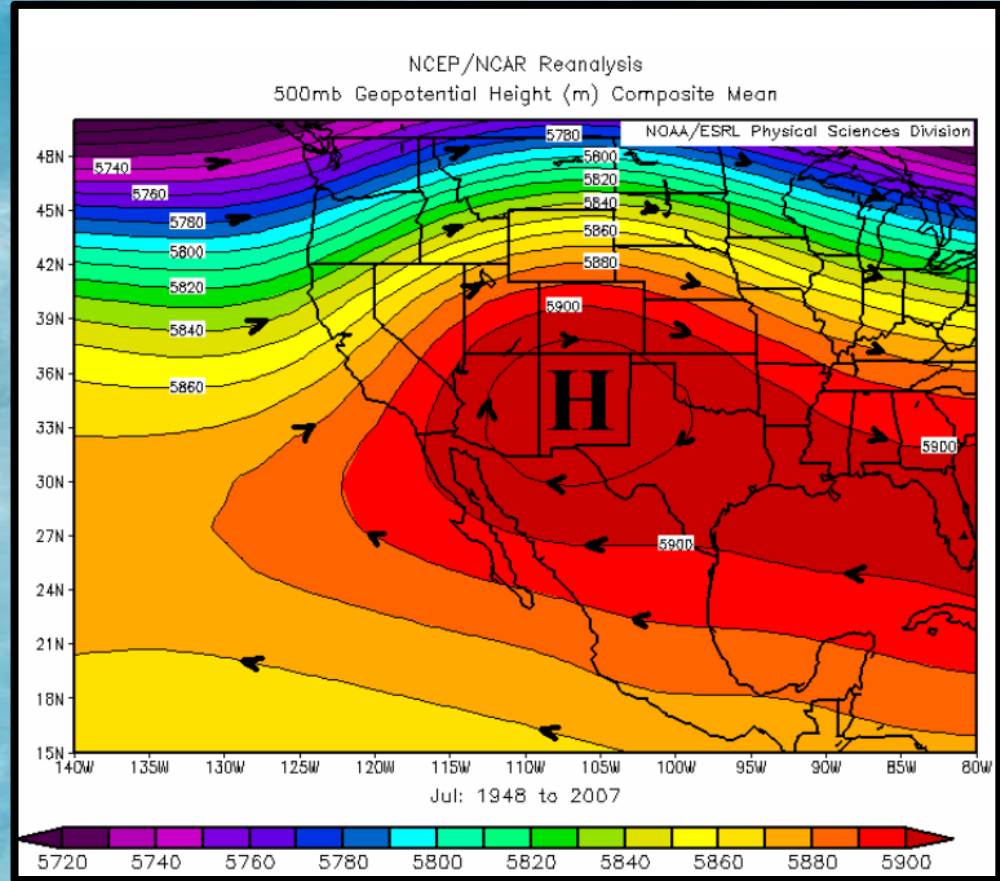 NCEP/NCAR Reanalysis
500mb Geopotential Height (m) Composite Mean
NOAA/ESRL Physical Sciences Division
5780
48N 5600
5740
5820
5760
5840
45N
5780
5860
5800
42N 5880
5820
5900
39N
5840
36N
5860
H
33N
5900
30N
27N
5900
24N
21N
18N
15N
140W 135W 130W 125W 120W 115W 110W 105W 100W 95W 90W 85W 80W
Jul: 1948 to 2007
5720 5740 5760 5780 5800 5820 5840 5860 5880 5900